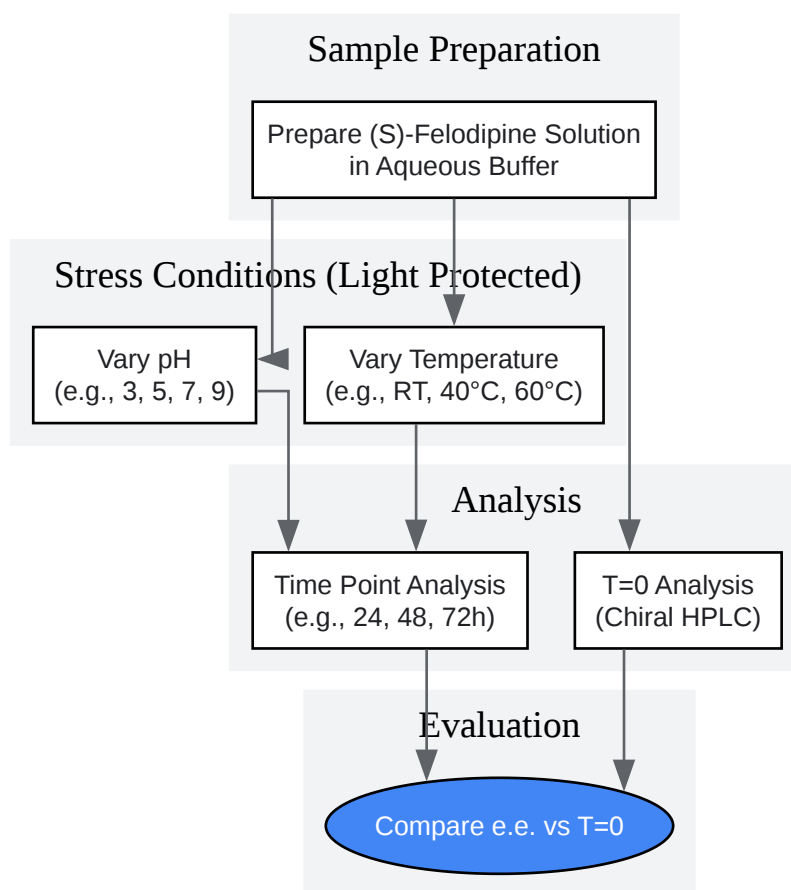 Sample Preparation
Prepare (S)-Felodipine Solution
in Aqueous Buffer
Stress Conditions (Light Protected)
Vary pH
(e.g., 3, 5, 7, 9)
Vary Temperature
(e.g., RT, 40°C, 60°C)
Analysis
Time Point Analysis
(e.g., 24, 48, 72h)
T=0 Analysis
(Chiral HPLC)
Evaluation
Compare e.e. vs T=0